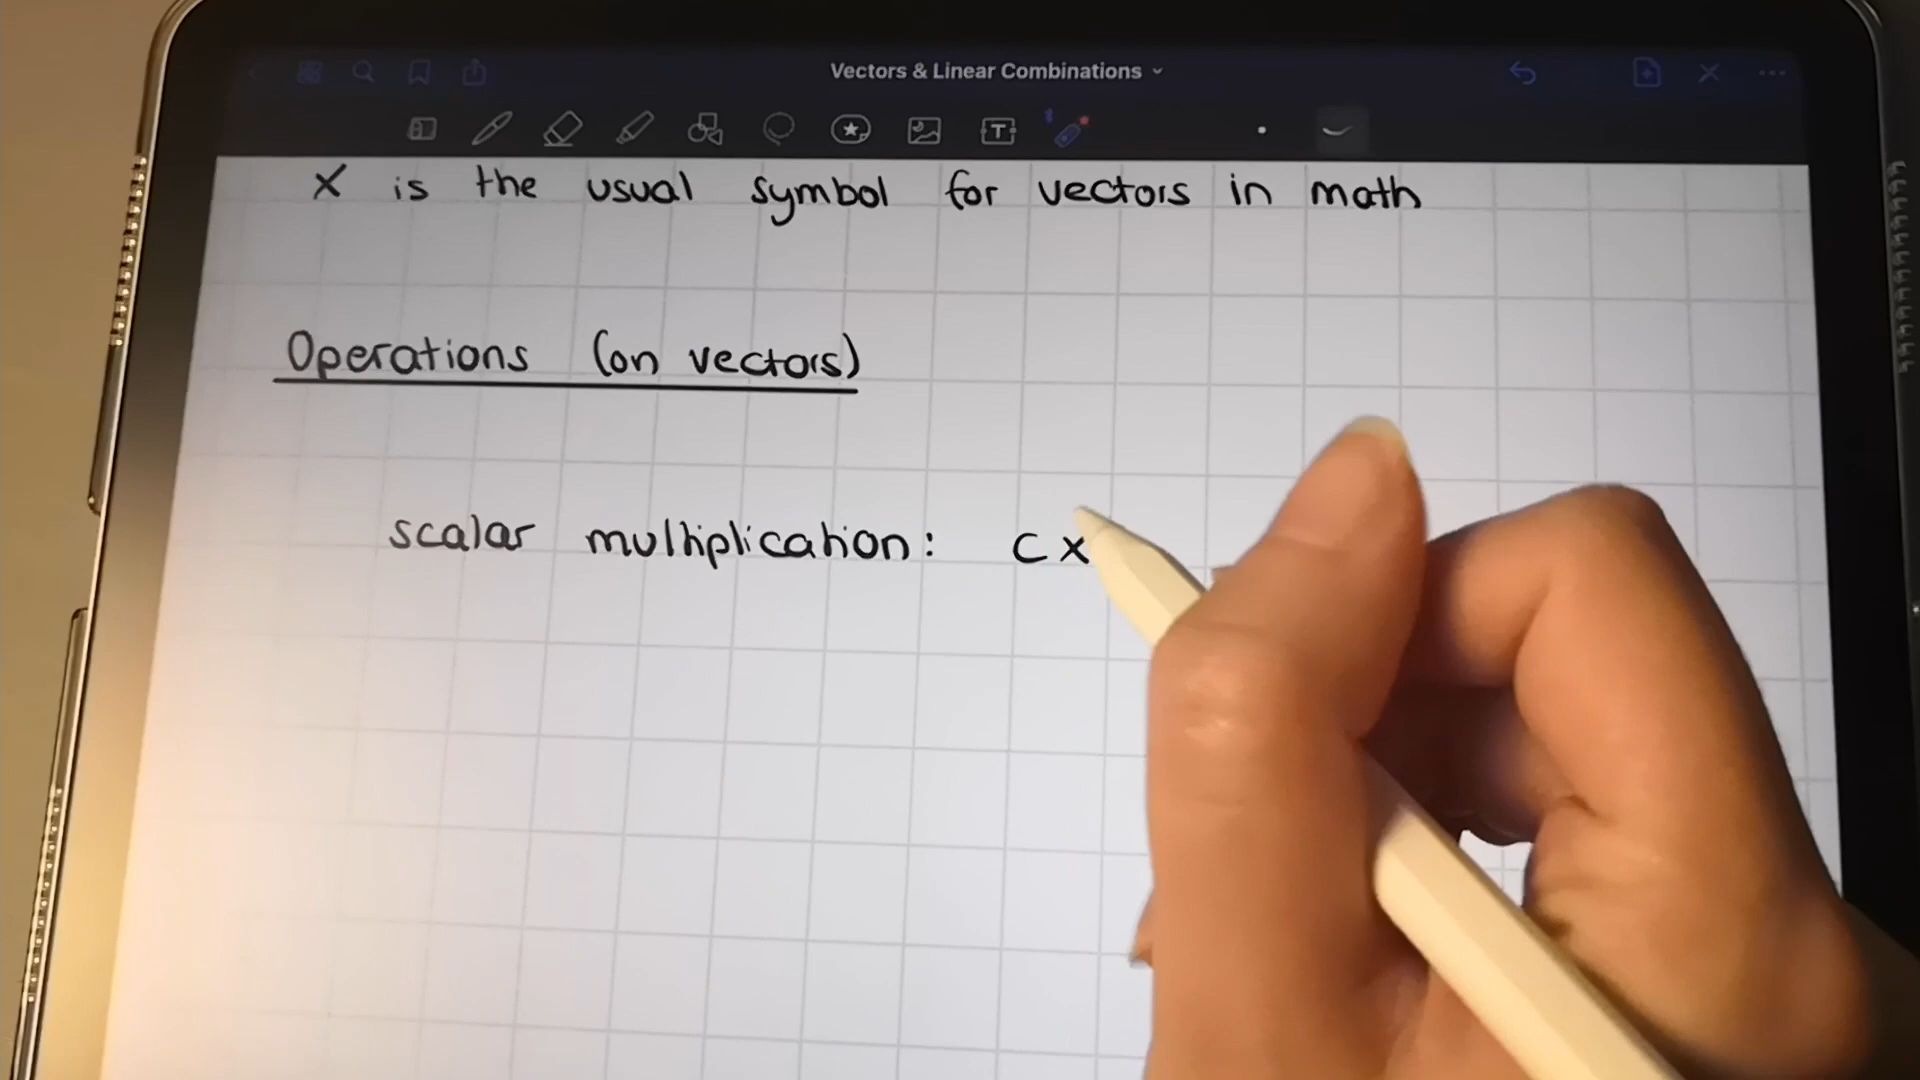 Vectors & Linear Combinations
X is the usual symbol for vectors in math
Operations (on vectors)
scalar multiplication: cx